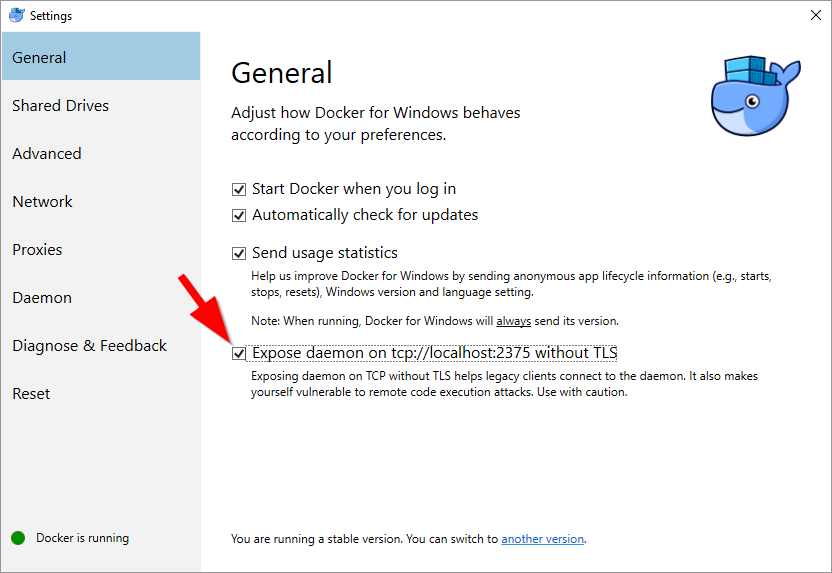 Settings
General
Shared Drives
Advanced
Network
Proxies
Daemon
Diagnose & Feedback
Reset
Docker is running
General
Adjust how Docker for Windows behaves
according to your preferences.
Start Docker when you log in
Automatically check for updates
Send usage statistics
Help us improve Docker for Windows by sending anonymous app lifecycle information (e.g., starts,
stops, resets), Windows version and language setting.
Note: When running, Docker for Windows will always send its version.
Expose daemon on tcp://localhost:2375 without TLS
Exposing daemon on TCP without TLS helps legacy clients connect to the daemon. It also makes
yourself vulnerable to remote code execution attacks. Use with caution.
You are running a stable version. You can switch to another version.